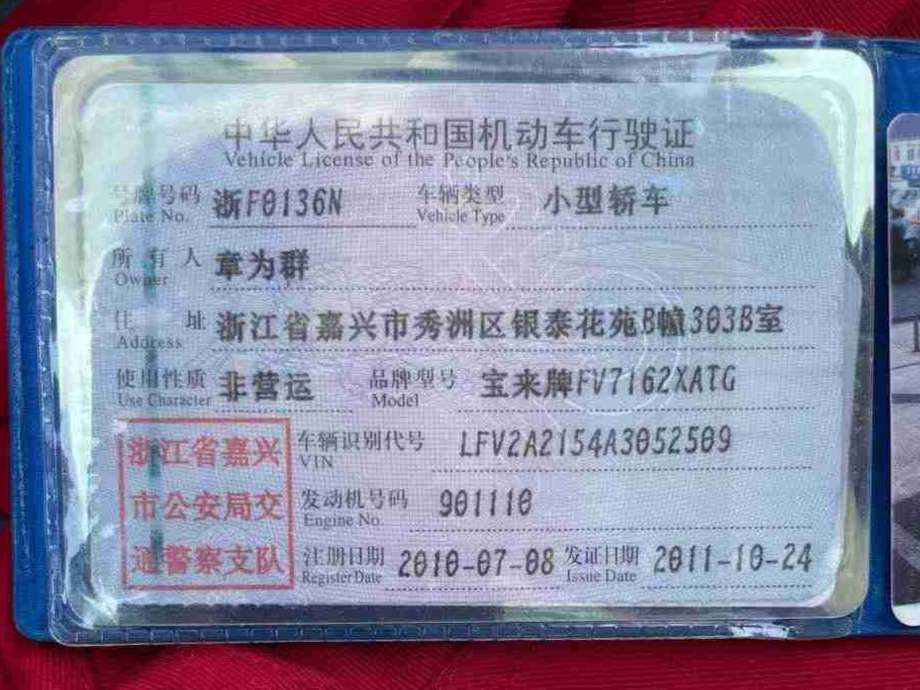 中华人民共和国机动车行驶证
Vehicle License of the People's Republic of China
号牌号码 浙F0136N 车辆类型 小型轿车
Plate No. Vehicle Type
所有人 章为群
Owner
住址 浙江省嘉兴市秀洲区银泰花苑B幢303B室
Address
使用性质 非营运 品牌型号 宝来牌FV7162XATG
Use Character Model
浙江省嘉兴 车辆识别代号 LFV2A2154A3052509
VIN
市公安局交 发动机号码 901110
Engine No.
通警察支队 注册日期 2010-07-08 发证日期 2011-10-24
Register Date Issue Date